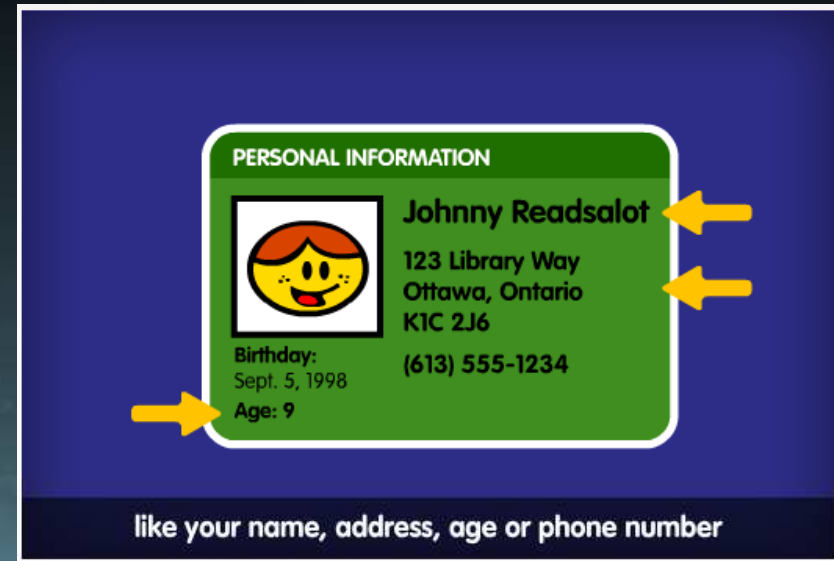 PERSONAL INFORMATION
Johnny Readsalot
123 Library Way
Ottawa, Ontario
K1C 2J6
(613) 555-1234
Birthday:
Sept. 5, 1998
Age: 9
like your name, address, age or phone number